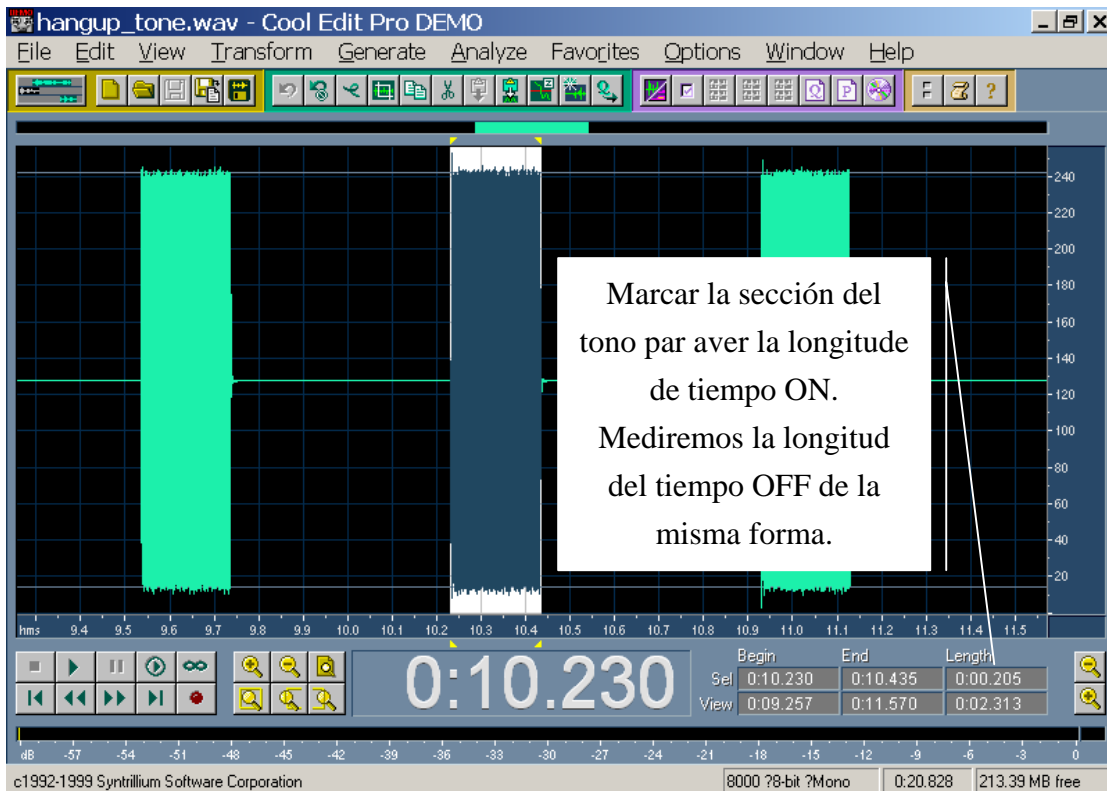 hangup_tone.wav - Cool Edit Pro DEMO
File Edit View Transform Generate Analyze Favorites Options Window Help
240
220
200
180
160
140
120
100
80
60
40
20
Marcar la sección del
tono par aver la longitude
de tiempo ON.
Mediremos la longitud
del tiempo OFF de la
misma forma.
hms 9.4 9.5 9.6 9.7 9.8 9.9 10.0 10.1 10.2 10.3 10.4 10.5 10.6 10.7 10.8 10.9 11.0 11.1 11.2 11.3 11.4 11.5
0:10.230
Begin End Length
Sel 0:10.230 0:10.435 0:00.205
View 0:09.257 0:11.570 0:02.313
dB -57 -54 -51 -48 -45 -42 -39 -36 -33 -30 -27 -24 -21 -18 -15 -12 -9 -6 -3 0
c1992-1999 Syntrillium Software Corporation 8000 ?8-bit ?Mono 0:20.828 213.39 MB free